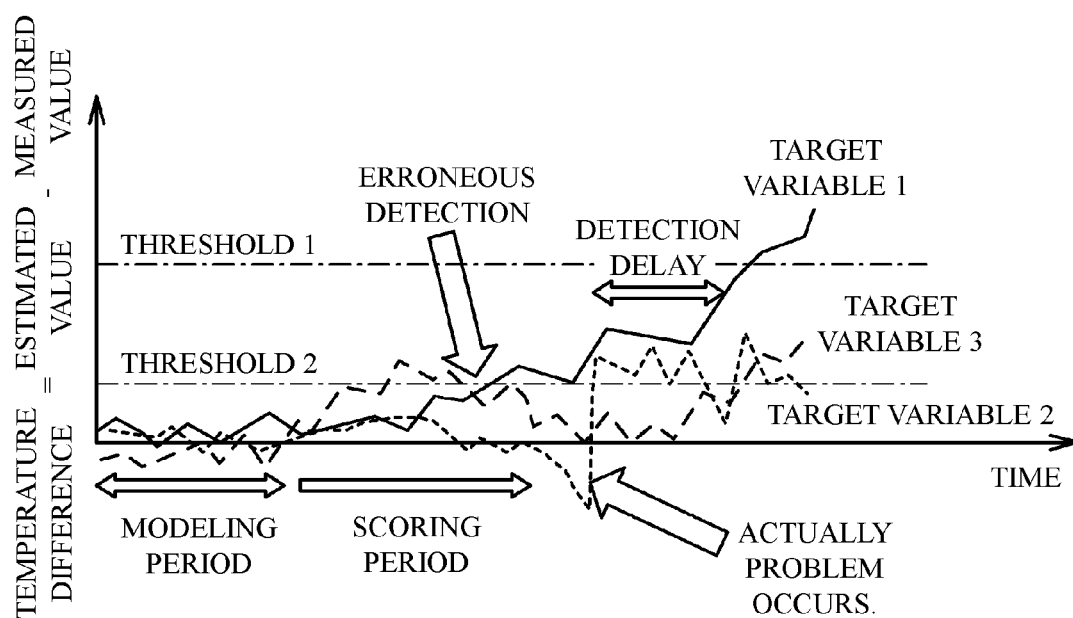 TEMPERATURE = ESTIMATED - MEASURED
DIFFERENCE VALUE VALUE
TARGET
VARIABLE 1
ERRONEOUS
DETECTION
DETECTION
DELAY
THRESHOLD 1
TARGET
VARIABLE 3
THRESHOLD 2
TARGET VARIABLE 2
TIME
MODELING
PERIOD
SCORING
PERIOD
ACTUALLY
PROBLEM
OCCURS.